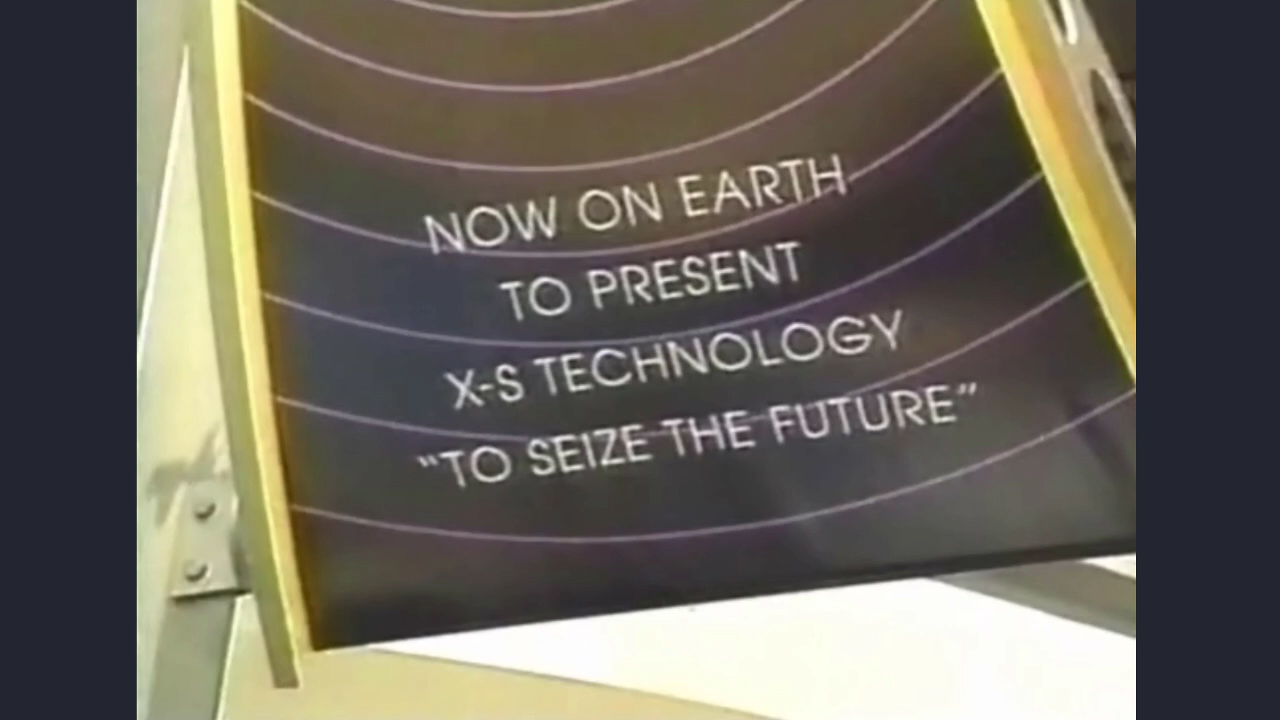 NOW ON EARTH
TO PRESENT
X-S TECHNOLOGY
“TO SEIZE THE FUTURE”